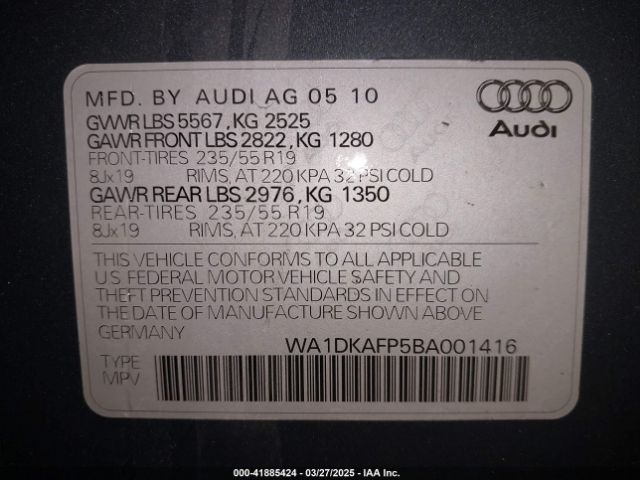 MFD. BY AUDI AG 05 10
GVWR LBS 5567, KG 2525
GAWR FRONT LBS 2822, KG 1280
FRONT-TIRES 235/55 R19
8Jx19 RIMS, AT 220 KPA 32 PSI COLD
GAWR REAR LBS 2976, KG 1350
REAR-TIRES 235/55 R19
8Jx19 RIMS, AT 220 KPA 32 PSI COLD
Audi
THIS VEHICLE CONFORMS TO ALL APPLICABLE
U.S. FEDERAL MOTOR VEHICLE SAFETY AND
THEFT PREVENTION STANDARDS IN EFFECT ON
THE DATE OF MANUFACTURE SHOWN ABOVE.
GERMANY
WA1DKAFP5BA001416
TYPE
MPV
000-41885424 - 03/27/2025 - IAA Inc.